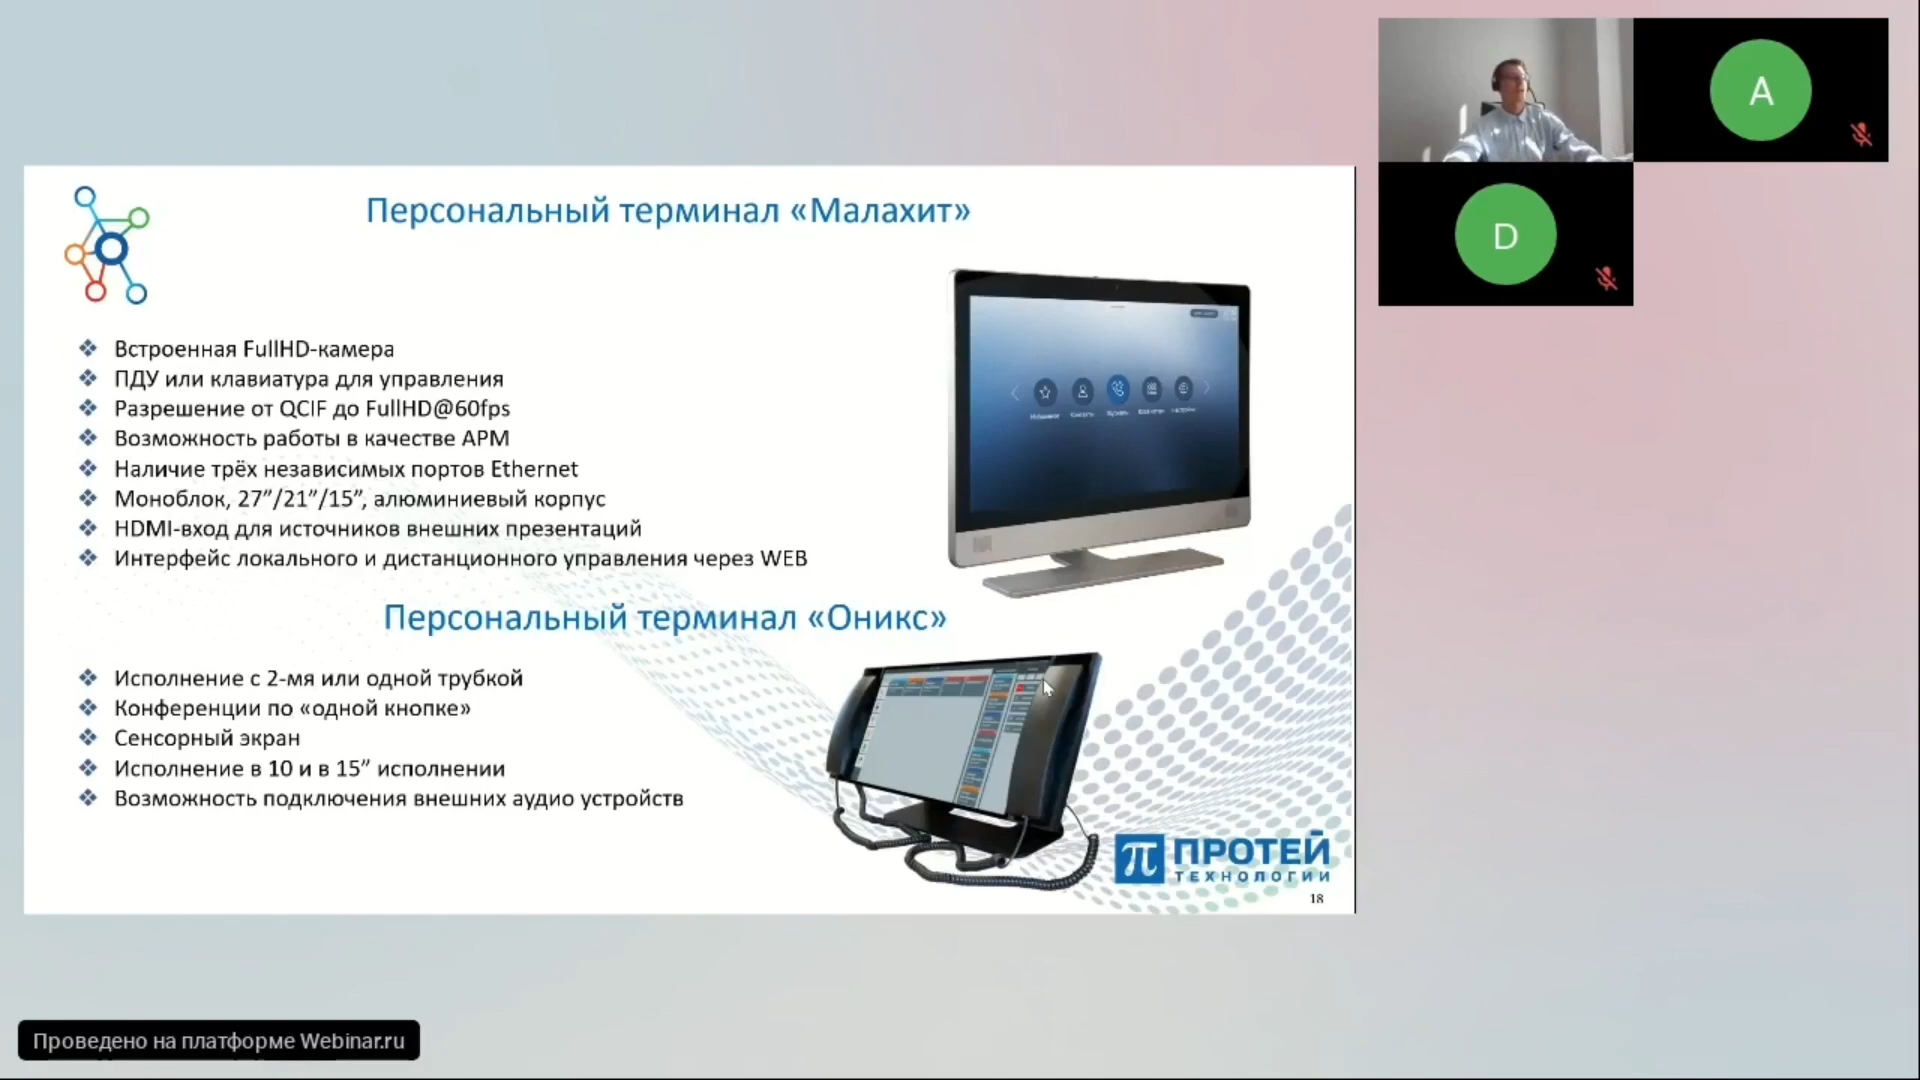 Персональный терминал «Малахит»
Встроенная FullHD-камера
ПДУ или клавиатура для управления
Разрешение от QCIF до FullHD@60fps
Возможность работы в качестве АРМ
Наличие трёх независимых портов Ethernet
Моноблок, 27”/21”/15”, алюминиевый корпус
HDMI-вход для источников внешних презентаций
Интерфейс локального и дистанционного управления через WEB
Персональный терминал «Оникс»
Исполнение с 2-мя или одной трубкой
Конференции по «одной кнопке»
Сенсорный экран
Исполнение в 10 и в 15” исполнении
Возможность подключения внешних аудио устройств
ПРОТЕЙ
ТЕХНОЛОГИИ
18
A
D
Проведено на платформе Webinar.ru